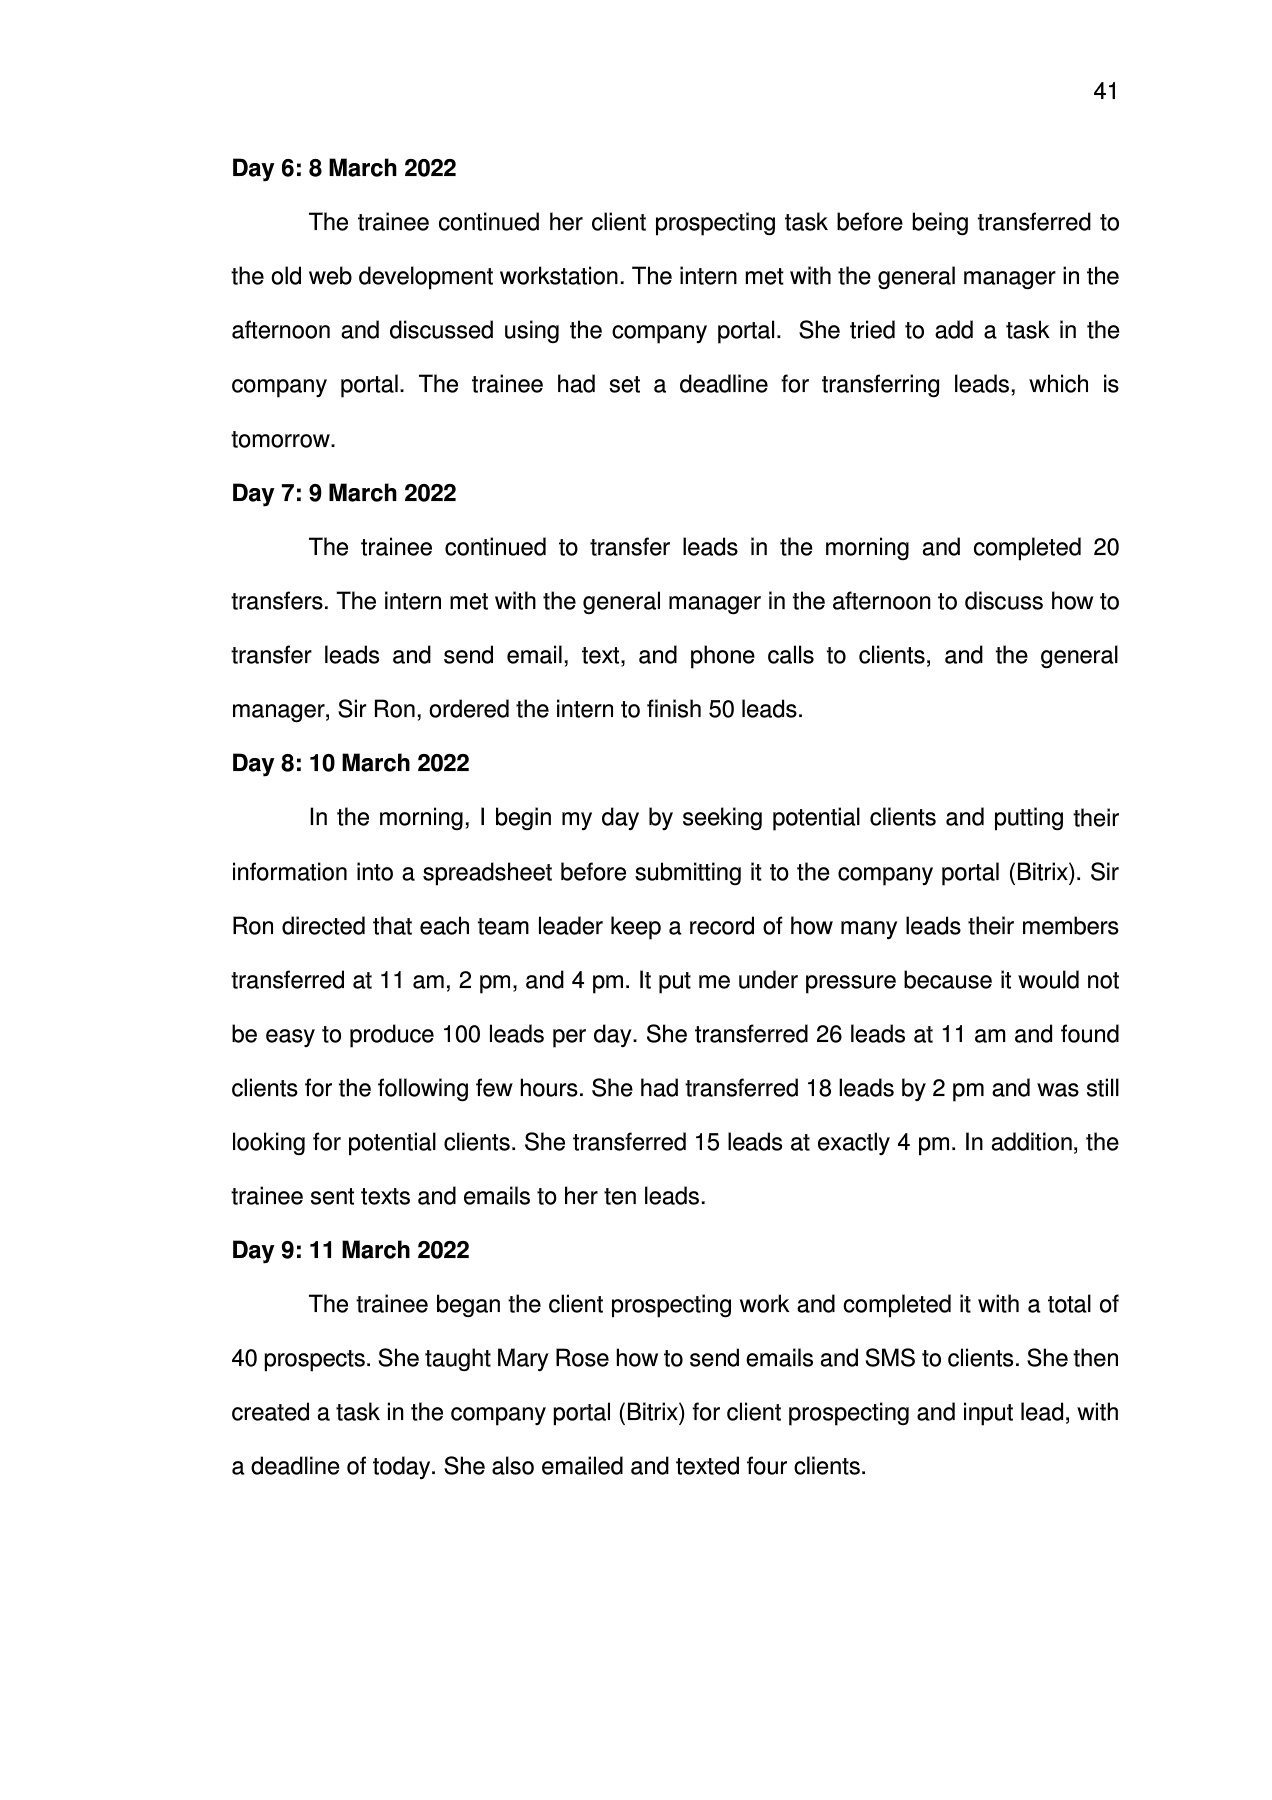 41
Day 6: 8 March 2022
The trainee continued her client prospecting task before being transferred to
the old web development workstation. The intern met with the general manager in the
afternoon and discussed using the company portal.  She tried to add a task in the
company portal. The trainee had set a deadline for transferring leads, which is
tomorrow.
Day 7: 9 March 2022
The trainee continued to transfer leads in the morning and completed 20
transfers. The intern met with the general manager in the afternoon to discuss how to
transfer leads and send email, text, and phone calls to clients, and the general
manager, Sir Ron, ordered the intern to finish 50 leads.
Day 8: 10 March 2022
In the morning, I begin my day by seeking potential clients and putting their
information into a spreadsheet before submitting it to the company portal (Bitrix). Sir
Ron directed that each team leader keep a record of how many leads their members
transferred at 11 am, 2 pm, and 4 pm. It put me under pressure because it would not
be easy to produce 100 leads per day. She transferred 26 leads at 11 am and found
clients for the following few hours. She had transferred 18 leads by 2 pm and was still
looking for potential clients. She transferred 15 leads at exactly 4 pm. In addition, the
trainee sent texts and emails to her ten leads.
Day 9: 11 March 2022
The trainee began the client prospecting work and completed it with a total of
40 prospects. She taught Mary Rose how to send emails and SMS to clients. She then
created a task in the company portal (Bitrix) for client prospecting and input lead, with
a deadline of today. She also emailed and texted four clients.